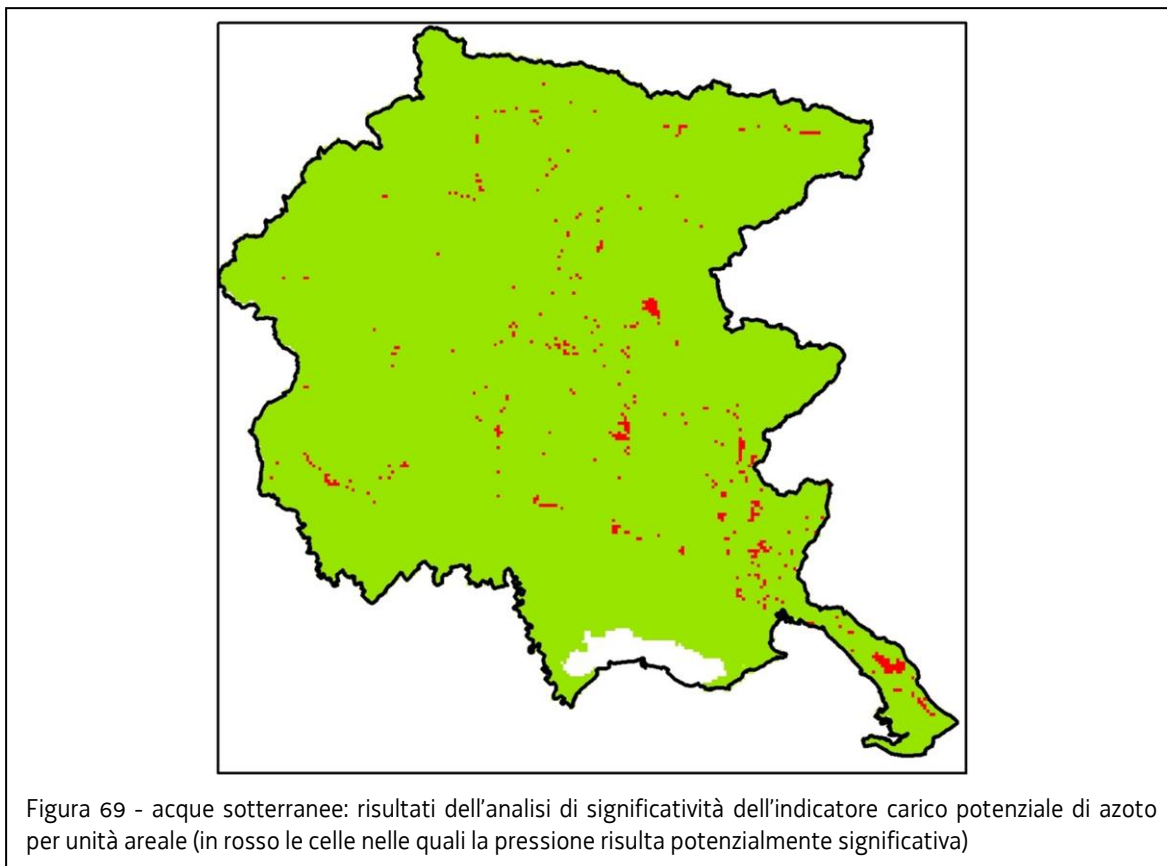 Figura 69 - acque sotterranee: risultati dell'analisi di significatività dell'indicatore carico potenziale di azoto
per unità areale (in rosso le celle nelle quali la pressione risulta potenzialmente significativa)